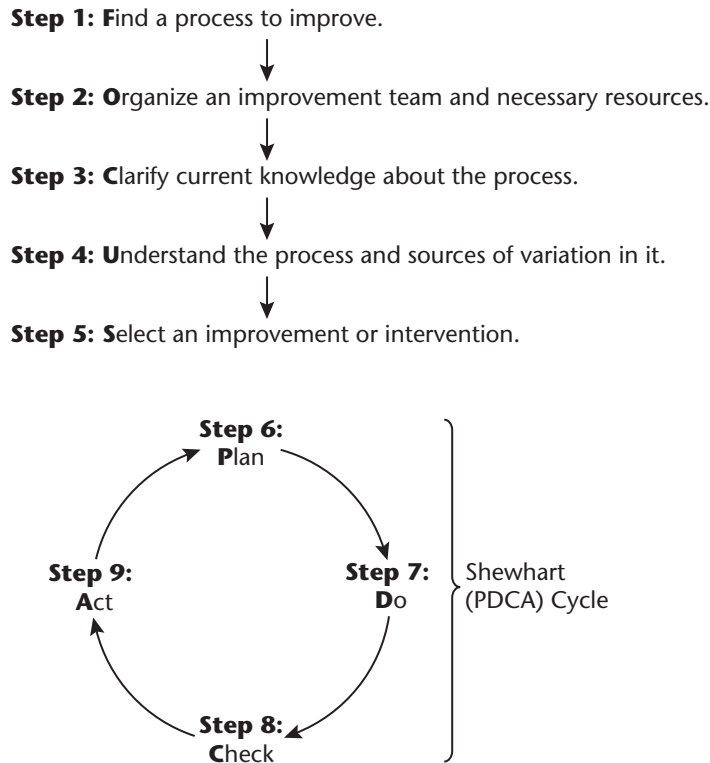 Step 1: Find a process to improve.
Step 2: Organize an improvement team and necessary resources.
Step 3: Clarify current knowledge about the process.
Step 4: Understand the process and sources of variation in it.
Step 5: Select an improvement or intervention.
Step 6:
Plan
Step 9:
Act
Step 7:
Do
Shewhart
(PDCA) Cycle
Step 8:
Check